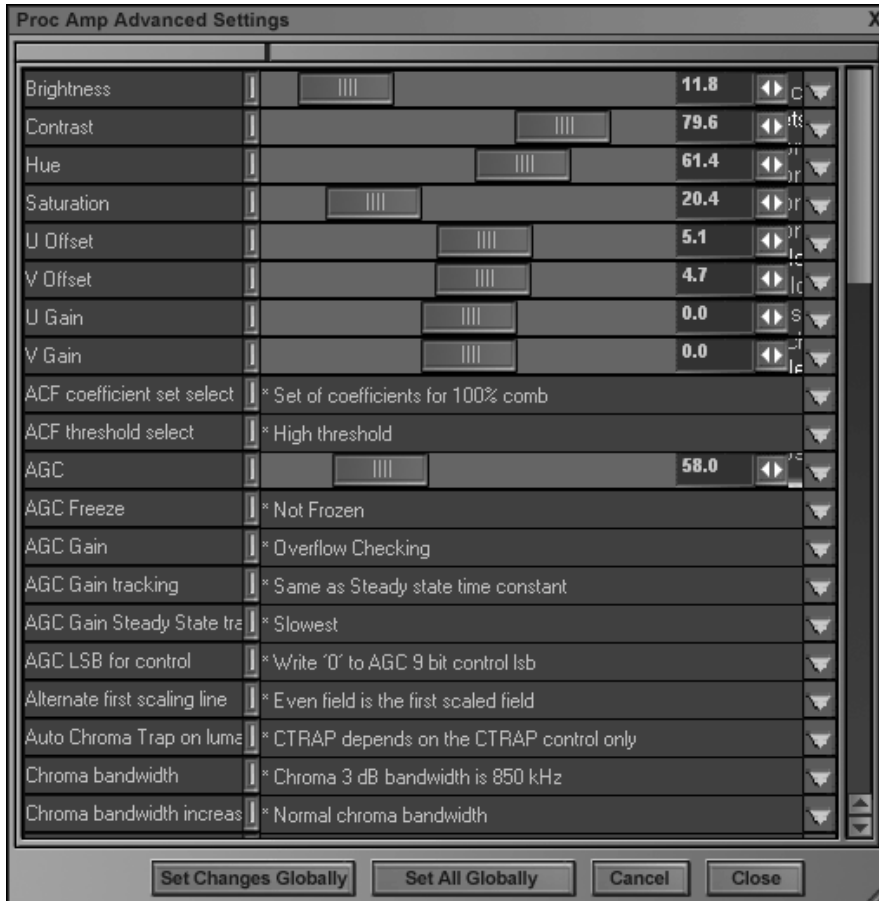 Proc Amp Advanced Settings X
Brightness 11.8
Contrast 79.6
Hue 61.4
Saturation 20.4
U Offset 5.1
V Offset 4.7
U Gain 0.0
V Gain 0.0
ACF coefficient set select * Set of coefficients for 100% comb
ACF threshold select * High threshold
AGC 58.0
AGC Freeze * Not Frozen
AGC Gain * Overflow Checking
AGC Gain tracking * Same as Steady state time constant
AGC Gain Steady State tra * Slowest
AGC LSB for control * Write '0' to AGC 9 bit control lsb
Alternate first scaling line * Even field is the first scaled field
Auto Chroma Trap on luma * CTRAP depends on the CTRAP control only
Chroma bandwidth * Chroma 3 dB bandwidth is 850 kHz
Chroma bandwidth increas * Normal chroma bandwidth
Set Changes Globally Set All Globally Cancel Close